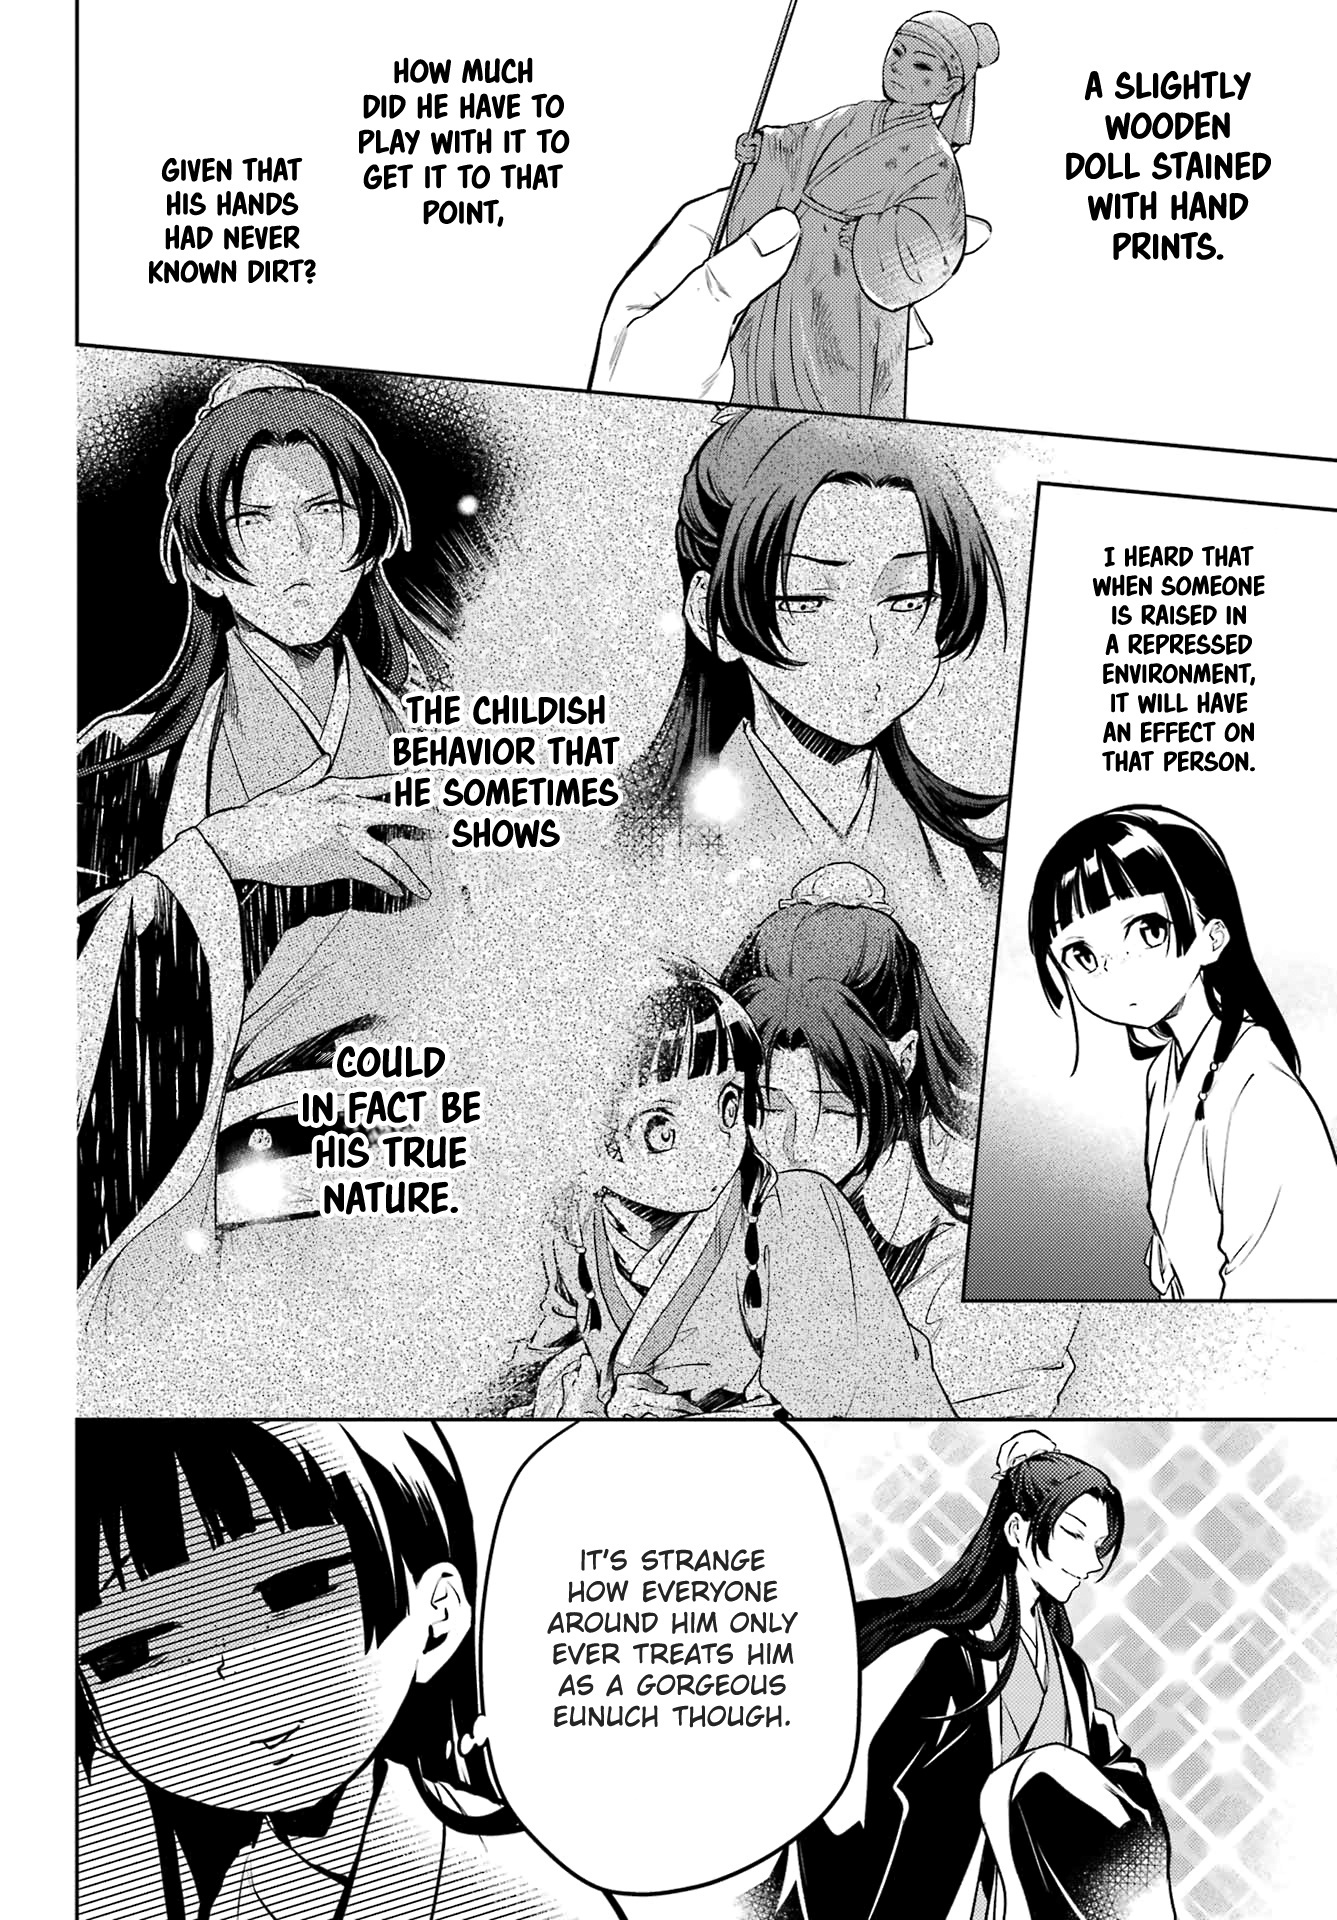 A SLIGHTLY
WOODEN
DOLL STAINED
WITH HAND
PRINTS.
HOW MUCH
DID HE HAVE TO
PLAY WITH IT TO
GET IT TO THAT
POINT,
GIVEN THAT
HIS HANDS
HAD NEVER
KNOWN DIRT?
I HEARD THAT
WHEN SOMEONE
IS RAISED IN
A REPRESSED
ENVIRONMENT,
IT WILL HAVE
AN EFFECT ON
THAT PERSON.
THE CHILDISH
BEHAVIOR THAT
HE SOMETIMES
SHOWS
COULD
IN FACT BE
HIS TRUE
NATURE.
IT'S STRANGE
HOW EVERYONE
AROUND HIM ONLY
EVER TREATS HIM
AS A GORGEOUS
EUNUCH THOUGH.